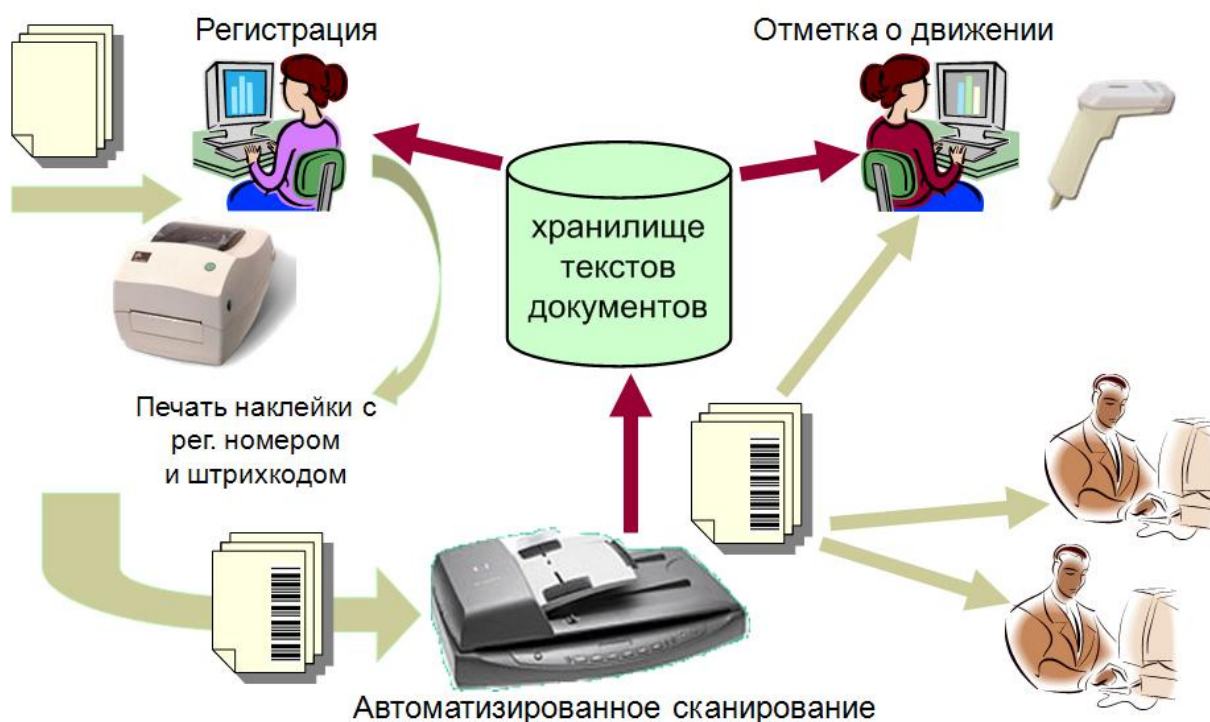 Регистрация
Отметка о движении
хранилище
текстов
документов
Печать наклейки с
рег. номером
и штрихкодом
Автоматизированное сканирование